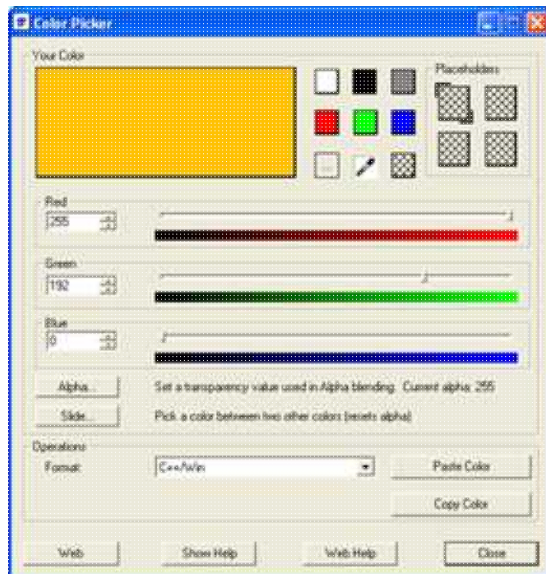 Color Picker
Your Color
Placeholders
...
Red
255
Green
192
Blue
0
Alpha...
Set a transparency value used in Alpha blending. Current alpha: 255
Slide...
Pick a color between two other colors (resets alpha)
Operations
Format:
C++/Win
Paste Color
Copy Color
Web
Show Help
Web Help
Close